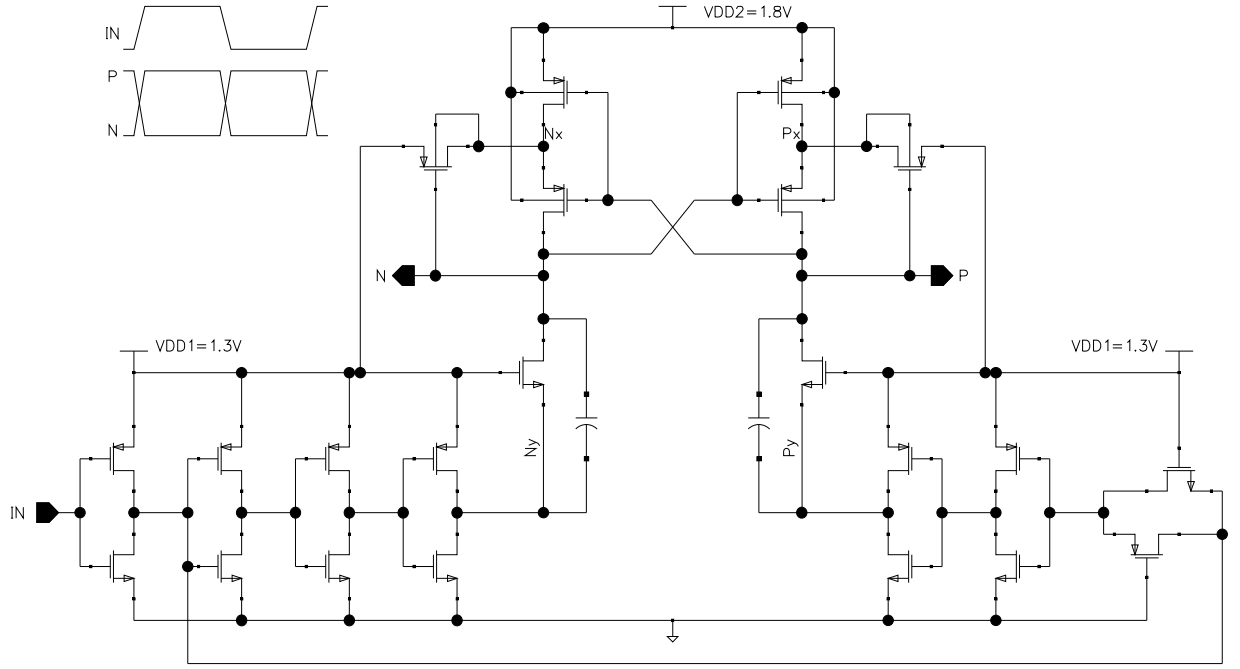 VDD2=1.8V
IN
P
N
Nx
Px
N
P
VDD1=1.3V
VDD1=1.3V
Ny
Py
IN